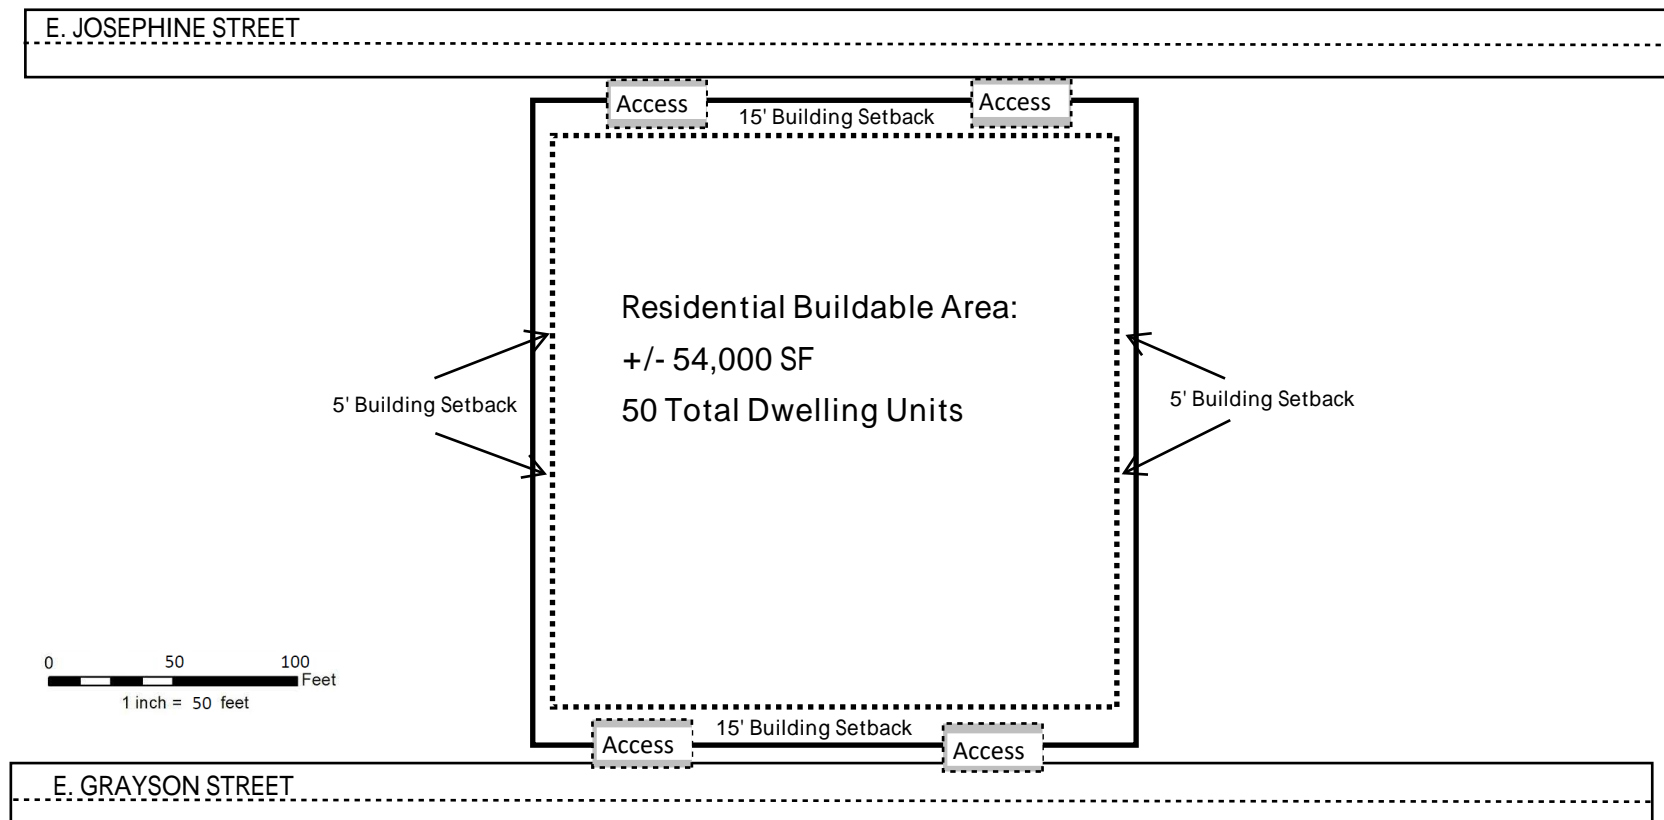 E. JOSEPHINE STREET
Access
Access
15' Building Setback
Residential Buildable Area:
+/- 54,000 SF
50 Total Dwelling Units
5' Building Setback
5' Building Setback
0 50 100
Feet
1 inch = 50 feet
15' Building Setback
Access
Access
E. GRAYSON STREET